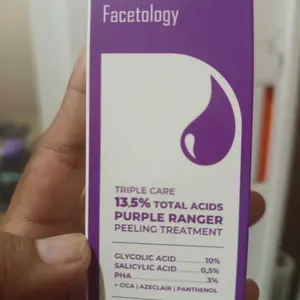 Facetology
TRIPLE CARE
13,5% TOTAL ACIDS
PURPLE RANGER
PEELING TREATMENT
GLYCOLIC ACID 10%
SALICYLIC ACID 0,5%
PHA 3%
+ CICA | AZECLAIR | PANTHENOL